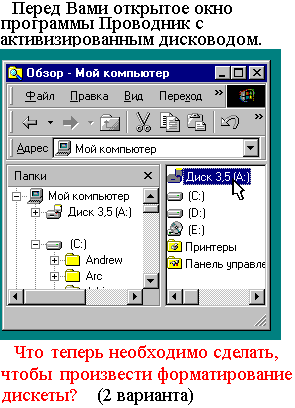 Перед Вами открытое окно
программы Проводник с
активизированным дисководом.
Обзор - Мой компьютер
Файл Правка Вид Переход »
»
Адрес Мой компьютер
Папки ×
Мой компьютер
Диск 3,5 (A:)
(C:)
Andrew
Arc
Диск 3,5 (A:)
(C:)
(D:)
(E:)
Принтеры
Панель управле
Что теперь необходимо сделать,
чтобы произвести форматирование
дискеты? (2 варианта)